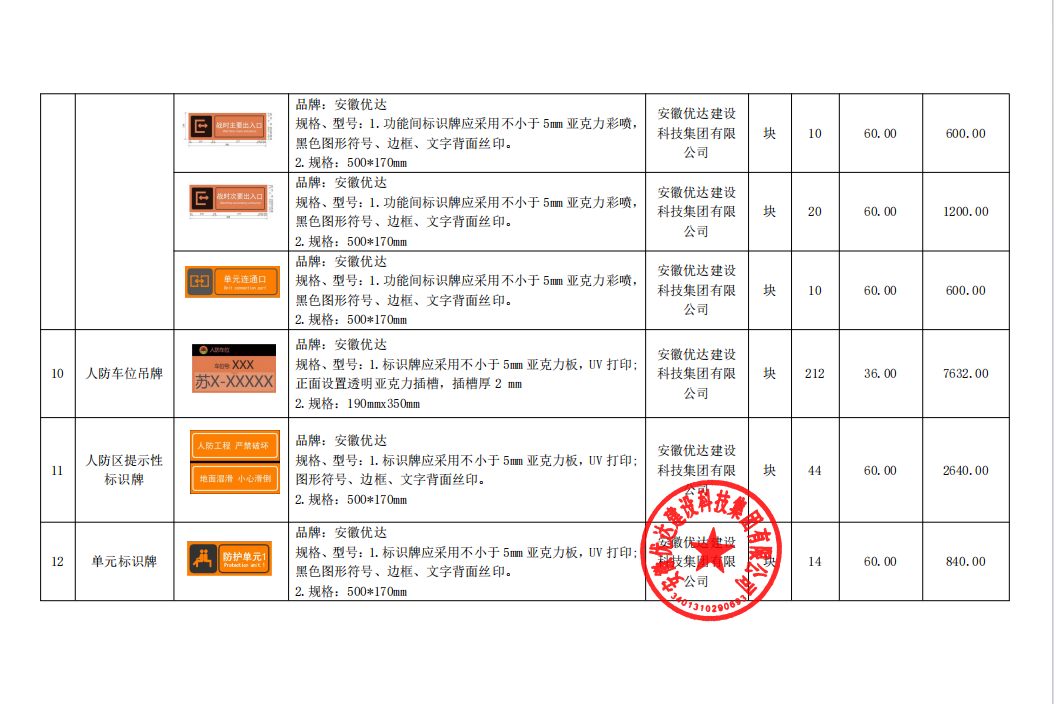 战时主要出入口
品牌：安徽优达
规格、型号：1.功能间标识牌应采用不小于5mm亚克力彩喷，
黑色图形符号、边框、文字背面丝印。
2.规格：500*170mm
安徽优达建设
科技集团有限
公司
块
10
60.00
600.00
战时次要出入口
品牌：安徽优达
规格、型号：1.功能间标识牌应采用不小于5mm亚克力彩喷，
黑色图形符号、边框、文字背面丝印。
2.规格：500*170mm
安徽优达建设
科技集团有限
公司
块
20
60.00
1200.00
单元连通口
Unit connection port
品牌：安徽优达
规格、型号：1.功能间标识牌应采用不小于5mm亚克力彩喷，
黑色图形符号、边框、文字背面丝印。
2.规格：500*170mm
安徽优达建设
科技集团有限
公司
块
10
60.00
600.00
10
人防车位吊牌
人防车位
车位号: XXX
苏X-XXXXX
品牌：安徽优达
规格、型号：1.标识牌应采用不小于5mm亚克力板，UV打印;
正面设置透明亚克力插槽，插槽厚2 mm
2.规格：190mmx350mm
安徽优达建设
科技集团有限
公司
块
212
36.00
7632.00
11
人防区提示性
标识牌
人防工程 严禁破坏
地面湿滑 小心滑倒
品牌：安徽优达
规格、型号：1.标识牌应采用不小于5mm亚克力板，UV打印;
图形符号、边框、文字背面丝印。
2.规格：500*170mm
安徽优达建设
科技集团有限
公司
块
44
60.00
2640.00
12
单元标识牌
防护单元1
Protection unit 1
品牌：安徽优达
规格、型号：1.标识牌应采用不小于5mm亚克力板，UV打印;
黑色图形符号、边框、文字背面丝印。
2.规格：500*170mm
安徽优达建设
科技集团有限
公司
块
14
60.00
840.00
安徽优达建设科技集团有限公司
3401310290693